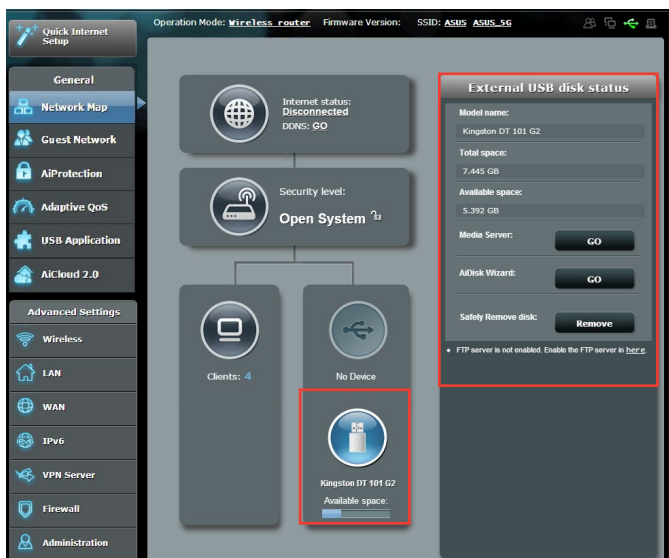 Quick Internet
Setup
Operation Mode: Wireless router Firmware Version: SSID: ASUS ASUS_5G
General
Network Map
Guest Network
AiProtection
Adaptive QoS
USB Application
AiCloud 2.0
Advanced Settings
Wireless
LAN
WAN
IPv6
VPN Server
Firewall
Administration
Internet status:
Disconnected
DDNS: GO
Security level:
Open System
Clients: 4
No Device
Kingston DT 101 G2
Available space:
External USB disk status
Model name:
Kingston DT 101 G2
Total space:
7.445 GB
Available space:
5.392 GB
Media Server: GO
AiDisk Wizard: GO
Safely Remove disk: Remove
• FTP server is not enabled. Enable the FTP server in here.